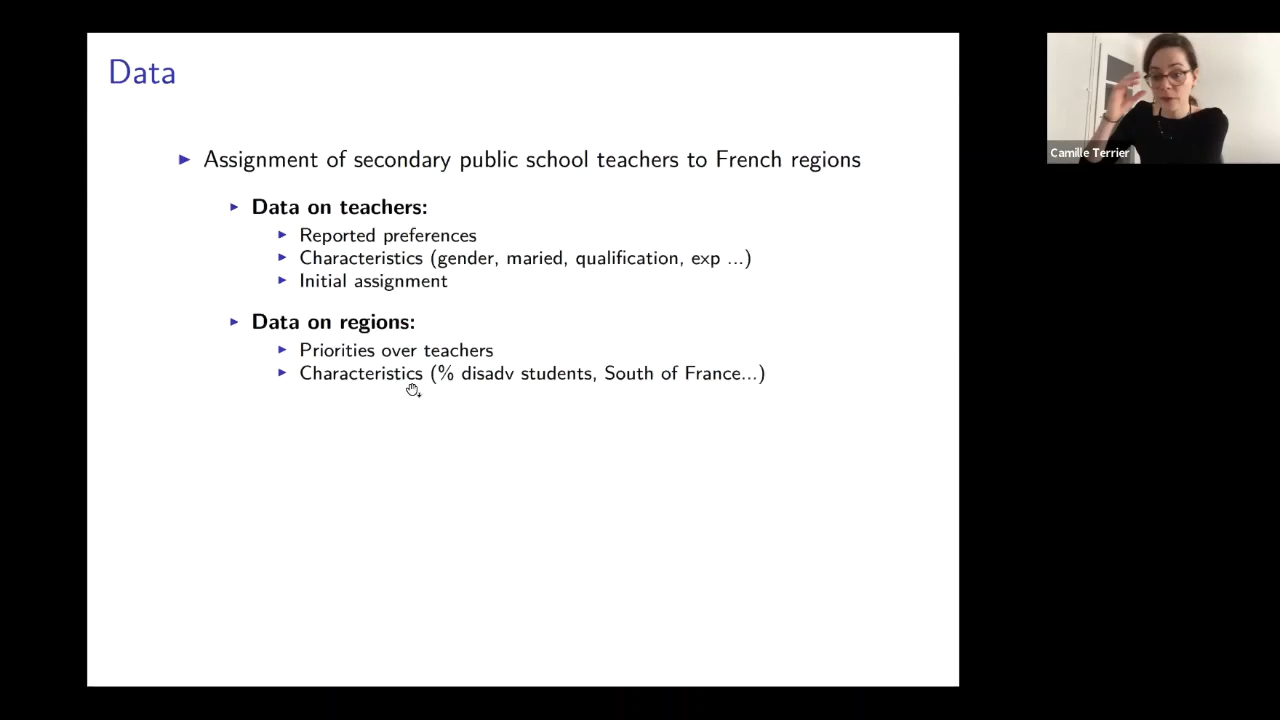 Data
Assignment of secondary public school teachers to French regions
Data on teachers:
Reported preferences
Characteristics (gender, maried, qualification, exp ...)
Initial assignment
Data on regions:
Priorities over teachers
Characteristics (% disadv students, South of France...)
Camille Terrier